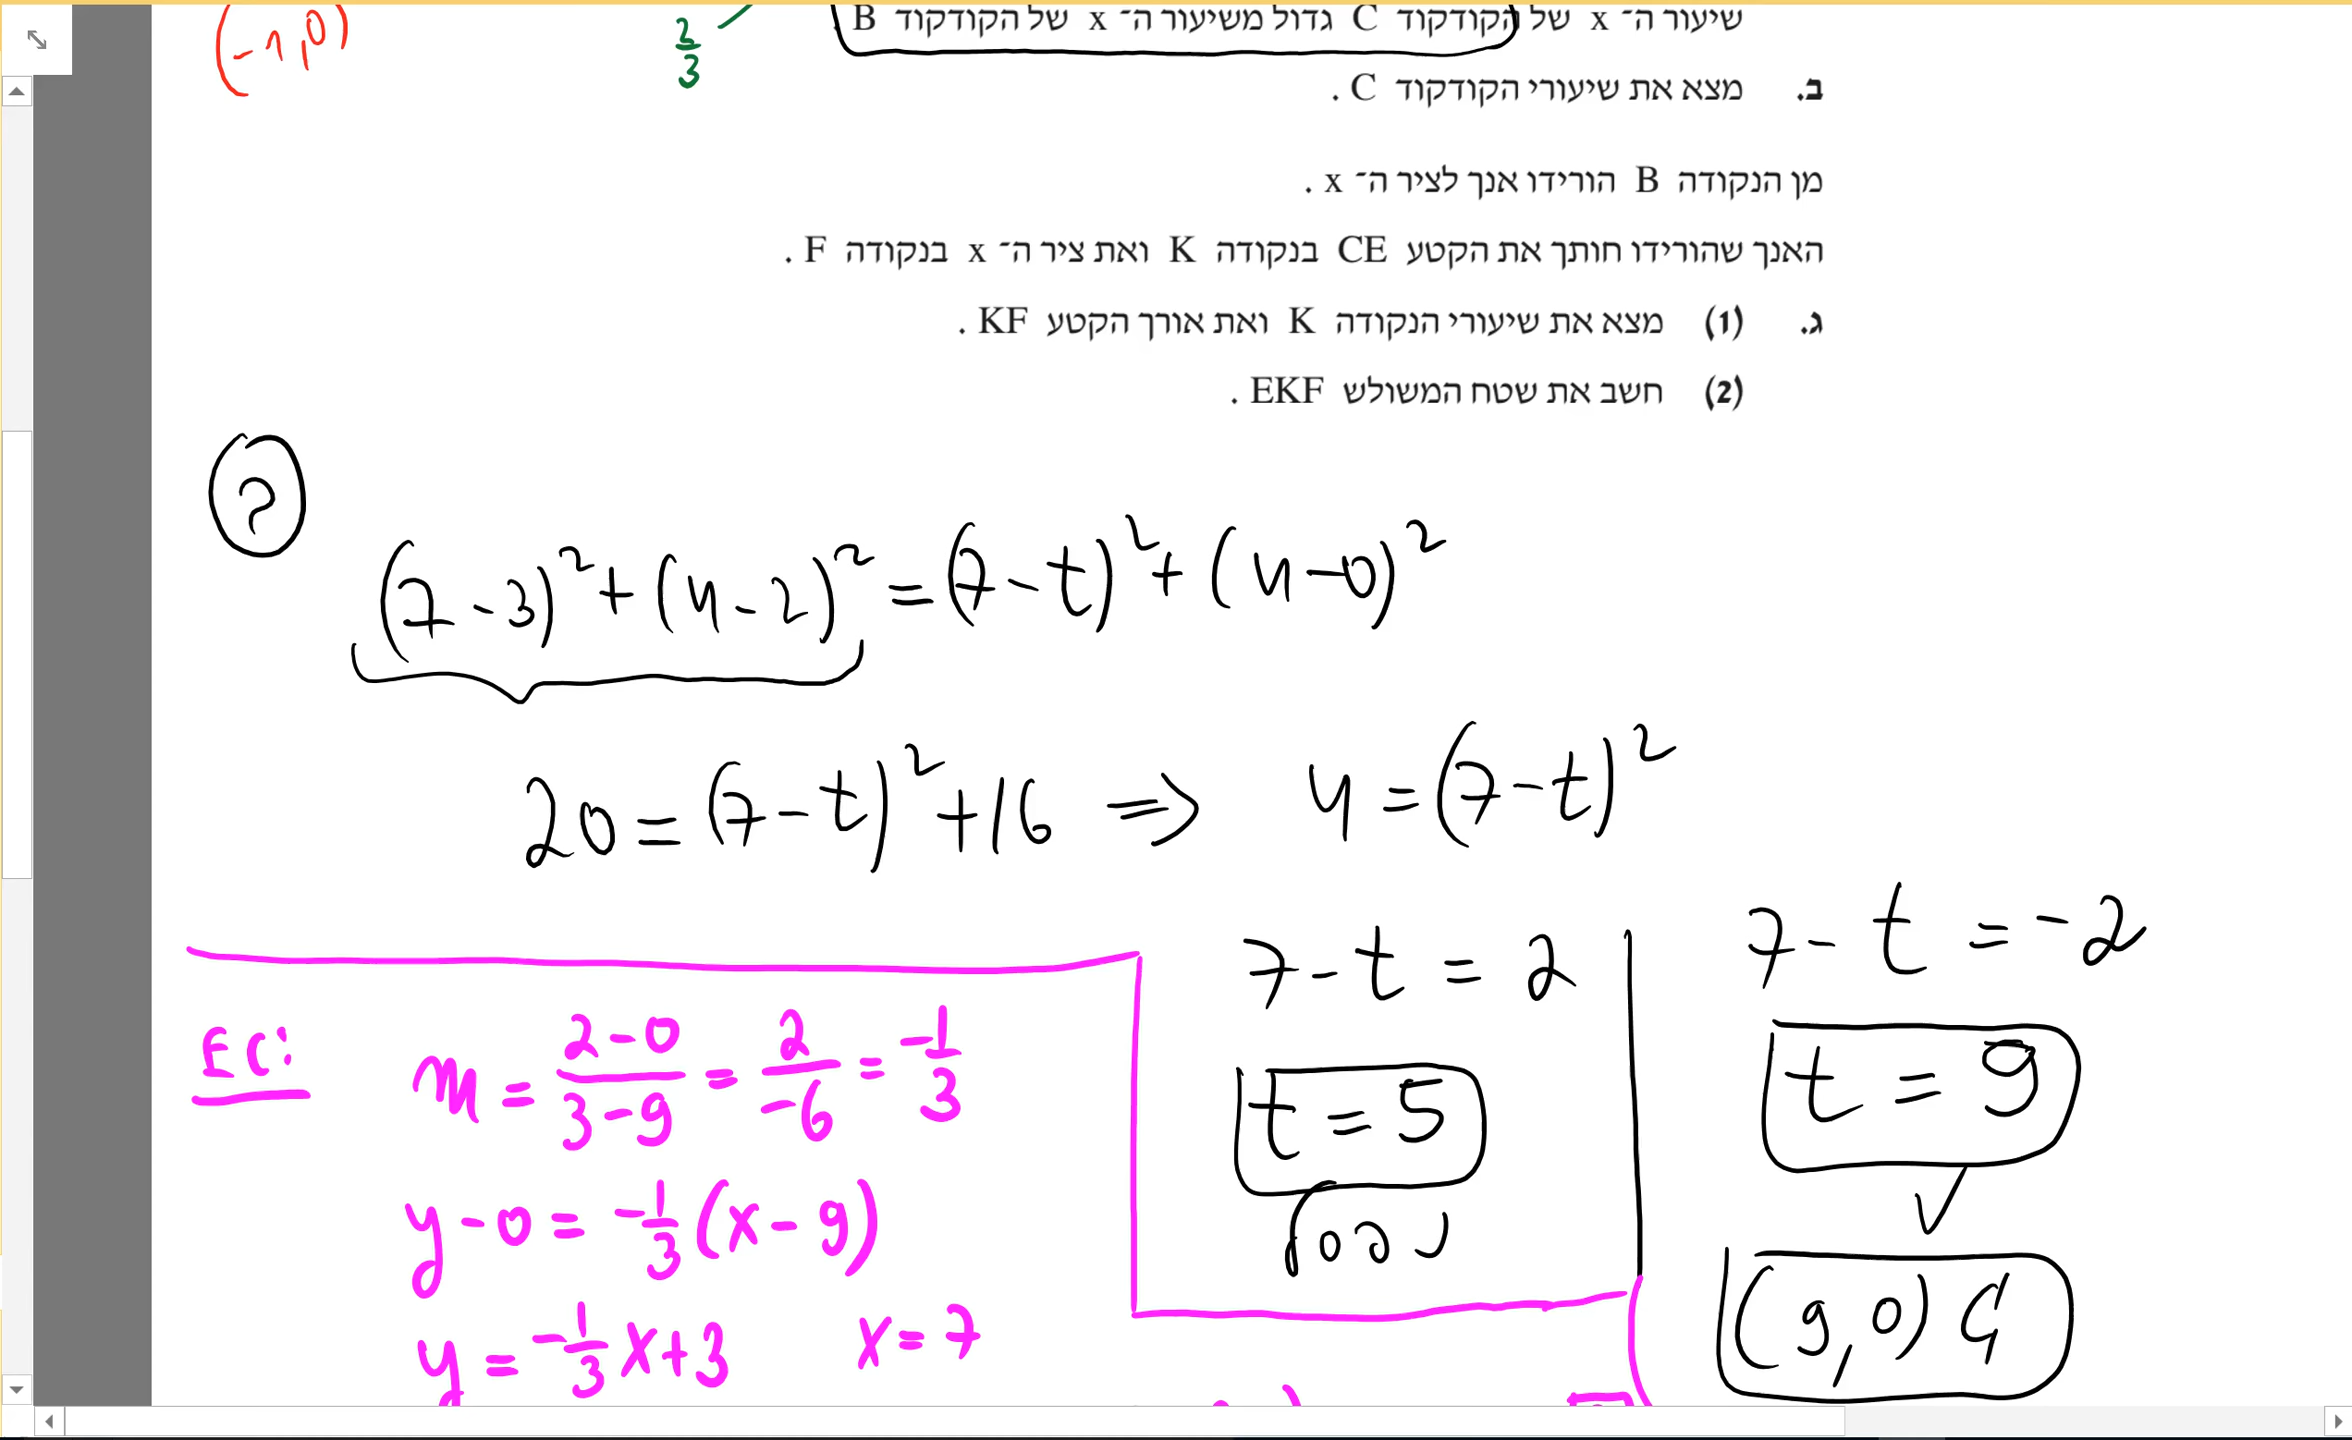 שיעור ה־ x של הקודקוד C גדול משיעור ה־ x של הקודקוד B .
(-1,0)
2/3
ב. מצא את שיעורי הקודקוד C .
מן הנקודה B הורידו אנך לציר ה־ x .
האנך שהורידו חותך את הקטע CE בנקודה K ואת ציר ה־ x בנקודה F .
ג. (1) מצא את שיעורי הנקודה K ואת אורך הקטע KF .
(2) חשב את שטח המשולש EKF .
ב
(7-3)²+(4-2)²=(7-t)²+(4-0)²
20=(7-t)²+16 ⇒ 4=(7-t)²
7-t=2
7-t=-2
t=5
t=9
נפסל
(9,0) C
EC:
m=(2-0)/(3-9)=2/-6=-1/3
y-0=-1/3(x-9)
y=-1/3x+3 x=7